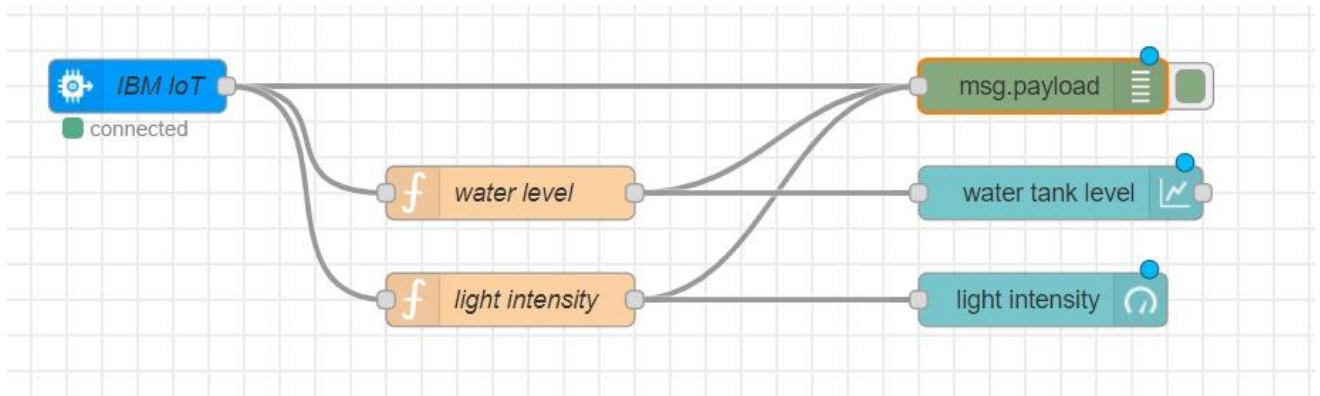 IBM IoT
msg.payload
connected
water level
water tank level
light intensity
light intensity